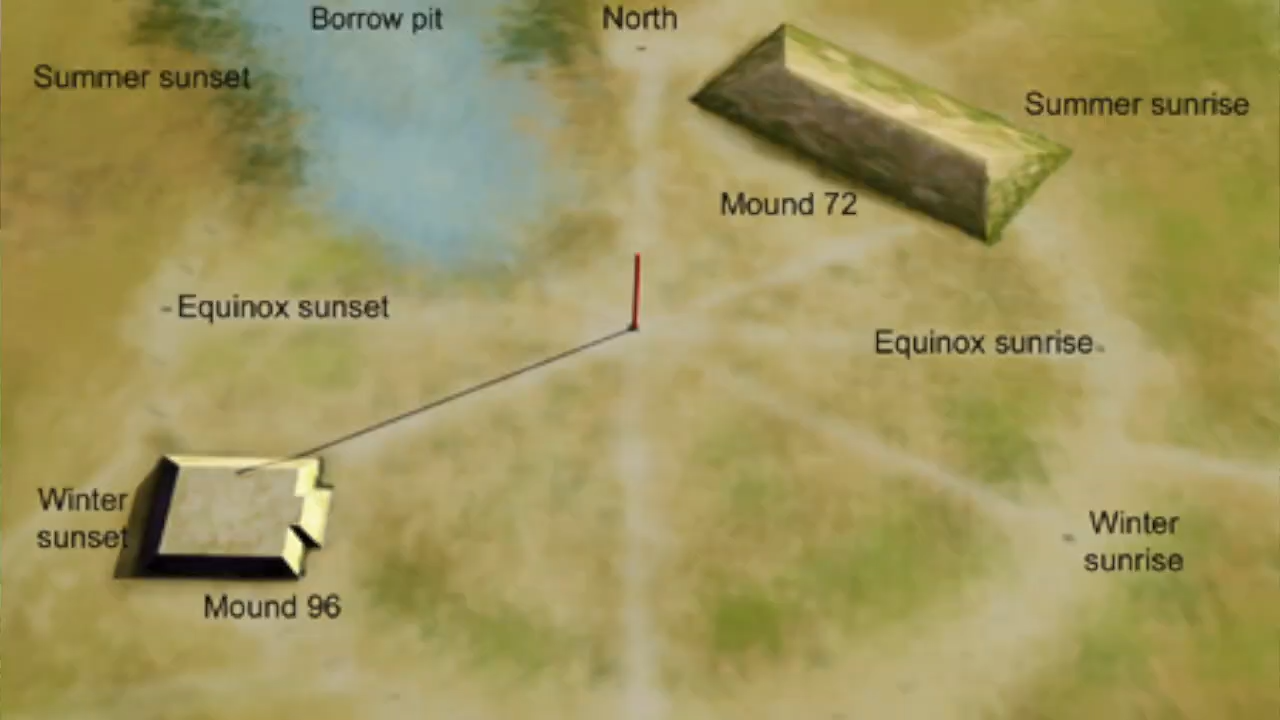 Borrow pit
North
Summer sunset
Summer sunrise
Mound 72
Equinox sunset
Equinox sunrise
Winter
sunset
Winter
sunrise
Mound 96